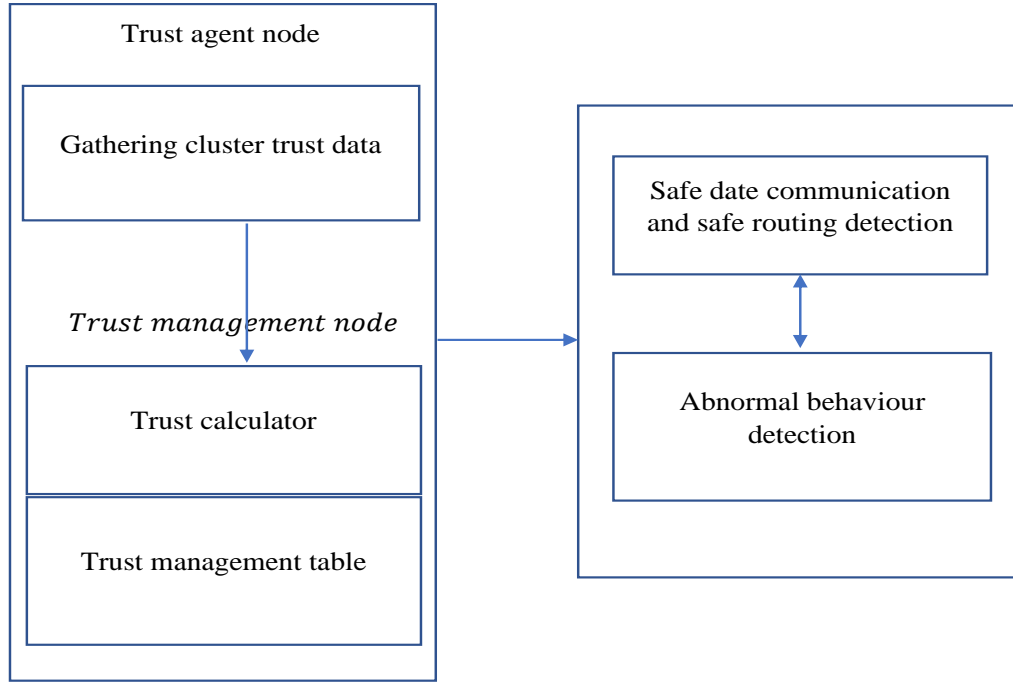 Trust agent node
Gathering cluster trust data
Trust management node
Trust calculator
Trust management table
Safe date communication
and safe routing detection
Abnormal behaviour
detection